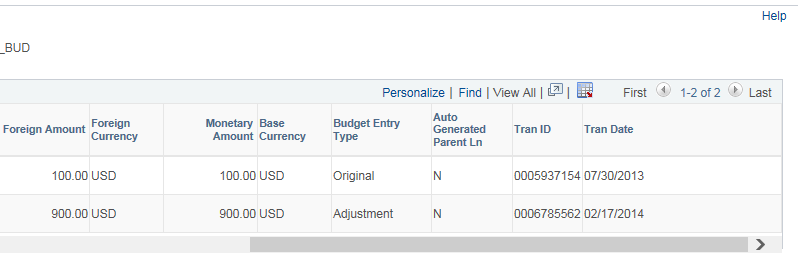 Help
_BUD
Personalize | Find | View All | | First 1-2 of 2 Last
Foreign Amount Foreign Currency Monetary Amount Base Currency Budget Entry Type Auto Generated Parent Ln Tran ID Tran Date
100.00 USD 100.00 USD Original N 0005937154 07/30/2013
900.00 USD 900.00 USD Adjustment N 0006785562 02/17/2014